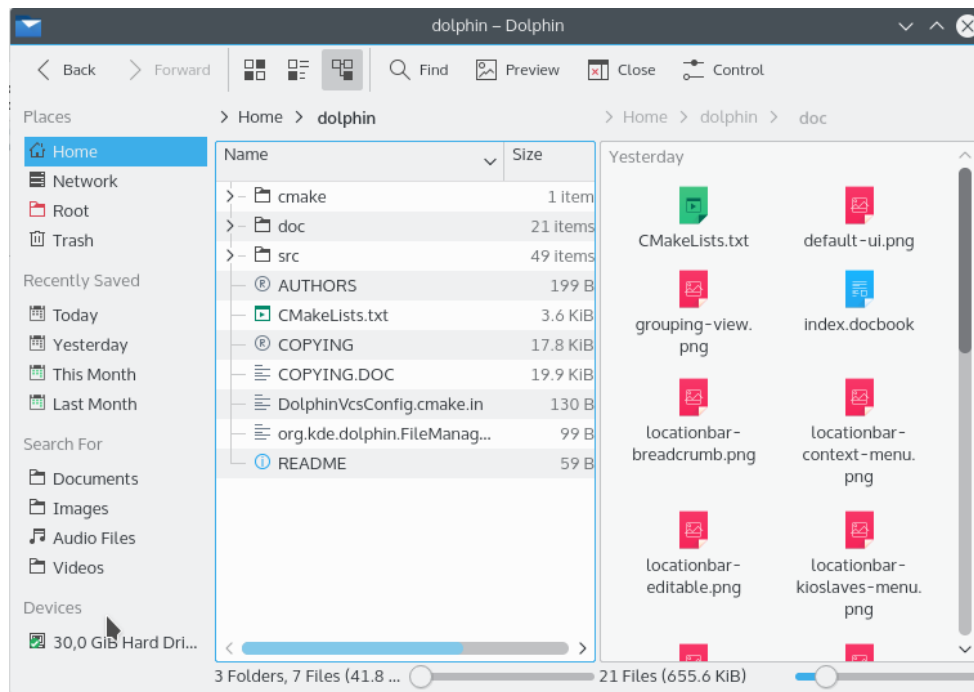 dolphin – Dolphin
Back
Forward
Find
Preview
Close
Control
Places
Home
Network
Root
Trash
Recently Saved
Today
Yesterday
This Month
Last Month
Search For
Documents
Images
Audio Files
Videos
Devices
30,0 GiB Hard Dri...
> Home > dolphin
Name
Size
cmake 1 item
doc 21 items
src 49 items
AUTHORS 199 B
CMakeLists.txt 3.6 KiB
COPYING 17.8 KiB
COPYING.DOC 19.9 KiB
DolphinVcsConfig.cmake.in 130 B
org.kde.dolphin.FileManag... 99 B
README 59 B
3 Folders, 7 Files (41.8 ...
> Home > dolphin > doc
Yesterday
CMakeLists.txt
default-ui.png
grouping-view.
png
index.docbook
locationbar-
breadcrumb.png
locationbar-
context-menu.
png
locationbar-
editable.png
locationbar-
kioslaves-menu.
png
21 Files (655.6 KiB)